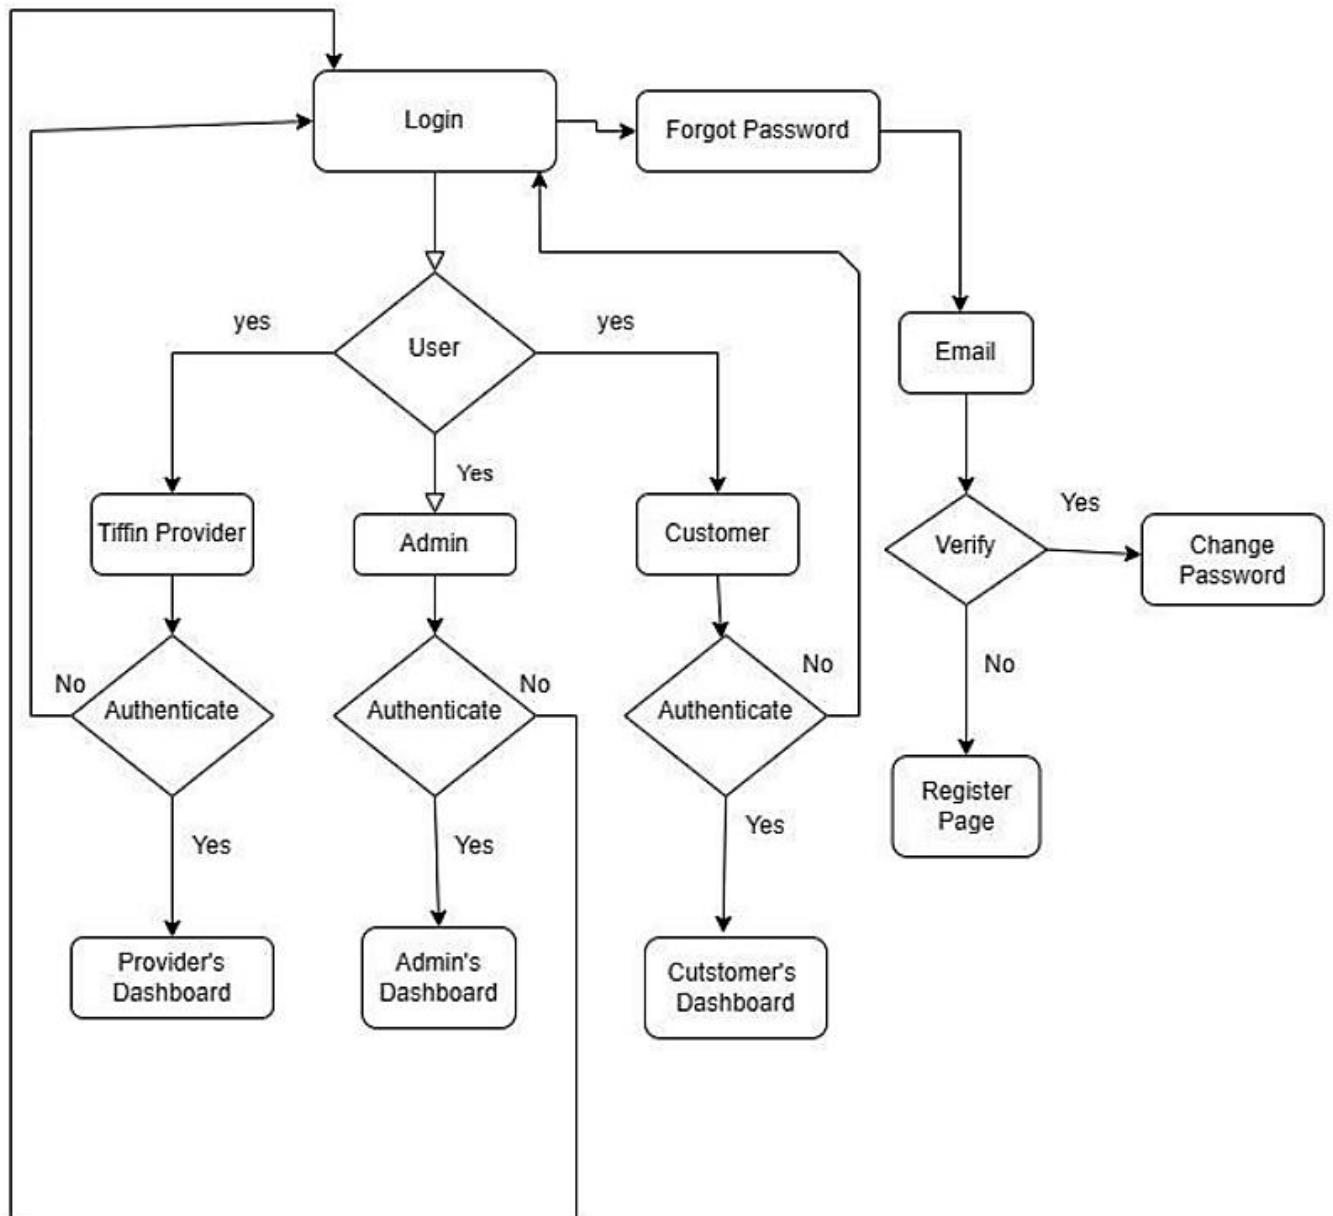 Login
Forgot Password
User
yes
yes
Yes
Email
Tiffin Provider
Admin
Customer
Verify
Yes
Change
Password
No
Authenticate
Authenticate
No
Authenticate
No
No
Yes
Yes
Yes
Register
Page
Provider's
Dashboard
Admin's
Dashboard
Cutstomer's
Dashboard